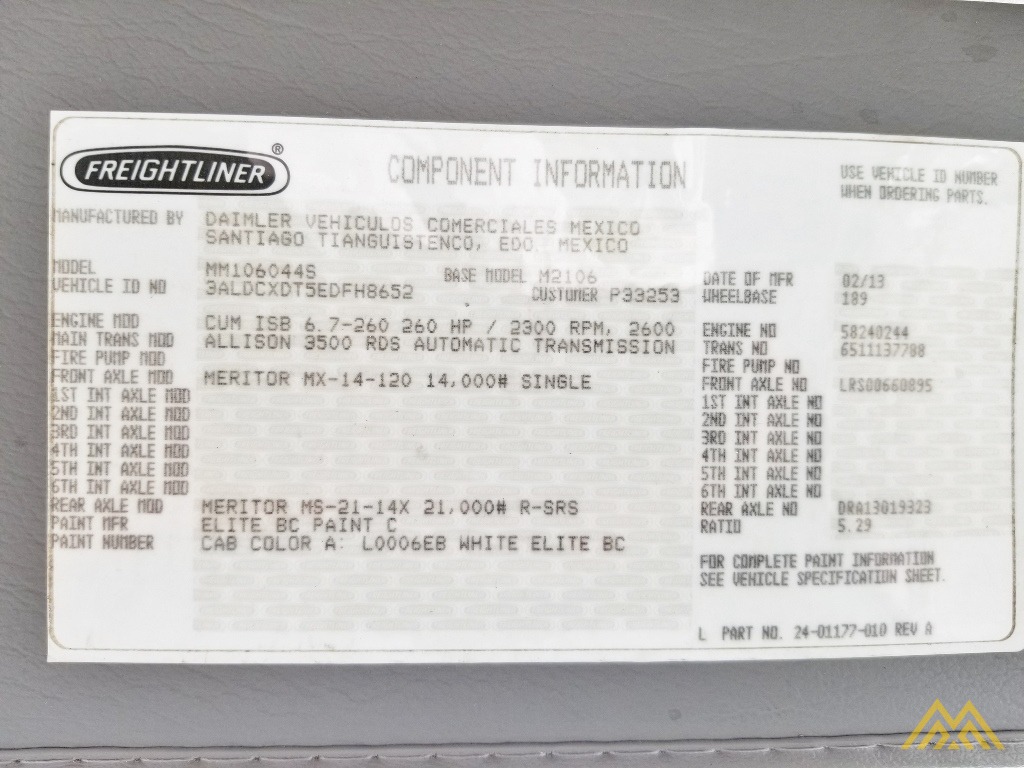 FREIGHTLINER®
COMPONENT INFORMATION
USE VEHICLE ID NUMBER
WHEN ORDERING PARTS.
MANUFACTURED BY DAIMLER VEHICULOS COMERCIALES MEXICO
SANTIAGO TIANGUISTENCO, EDO. MEXICO
MODEL MM106044S BASE MODEL M2106 DATE OF MFR 02/13
VEHICLE ID NO 3ALDCXDT5EDFH8652 CUSTOMER P33253 WHEELBASE 189
ENGINE MOD CUM ISB 6.7-260 260 HP / 2300 RPM, 2600 ENGINE NO 58240244
MAIN TRANS MOD ALLISON 3500 RDS AUTOMATIC TRANSMISSION TRANS NO 6511137788
FIRE PUMP MOD FIRE PUMP NO
FRONT AXLE MOD MERITOR MX-14-120 14,000# SINGLE FRONT AXLE NO LRS00660895
1ST INT AXLE MOD 1ST INT AXLE NO
2ND INT AXLE MOD 2ND INT AXLE NO
3RD INT AXLE MOD 3RD INT AXLE NO
4TH INT AXLE MOD 4TH INT AXLE NO
5TH INT AXLE MOD 5TH INT AXLE NO
6TH INT AXLE MOD 6TH INT AXLE NO
REAR AXLE MOD MERITOR MS-21-14X 21,000# R-SRS REAR AXLE NO DRA13019323
PAINT MFR ELITE BC PAINT C RATIO 5.29
PAINT NUMBER CAB COLOR A: L0006EB WHITE ELITE BC
FOR COMPLETE PAINT INFORMATION
SEE VEHICLE SPECIFICATION SHEET.
L PART NO. 24-01177-010 REV A